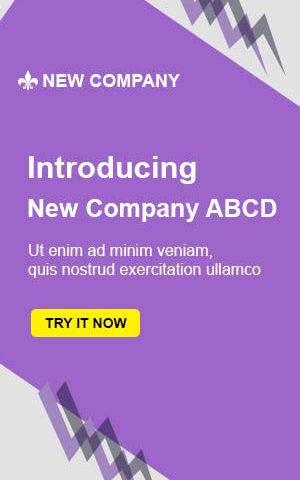 NEW COMPANY
Introducing
New Company ABCD
Ut enim ad minim veniam,
quis nostrud exercitation ullamco
TRY IT NOW